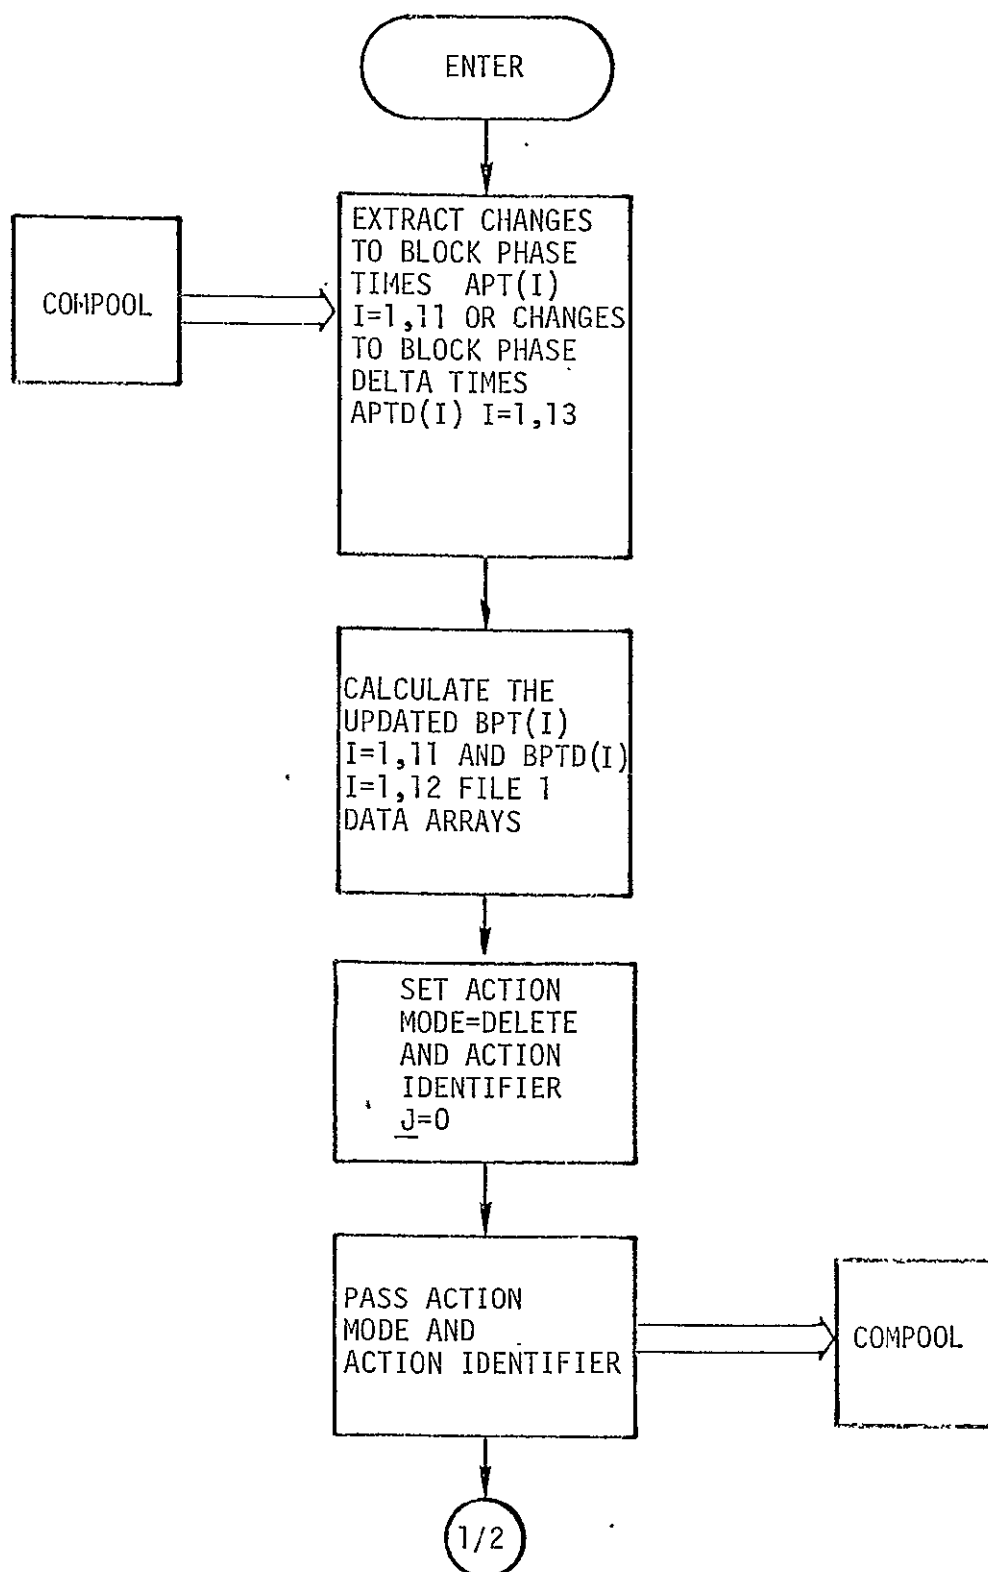 ENTER
COMPOOL
EXTRACT CHANGES
TO BLOCK PHASE
TIMES APT(I)
I=1,11 OR CHANGES
TO BLOCK PHASE
DELTA TIMES
APTD(I) I=1,13
CALCULATE THE
UPDATED BPT(I)
I=1,11 AND BPTD(I)
I=1,12 FILE 1
DATA ARRAYS
SET ACTION
MODE=DELETE
AND ACTION
IDENTIFIER
J=0
PASS ACTION
MODE AND
ACTION IDENTIFIER
COMPOOL
1/2